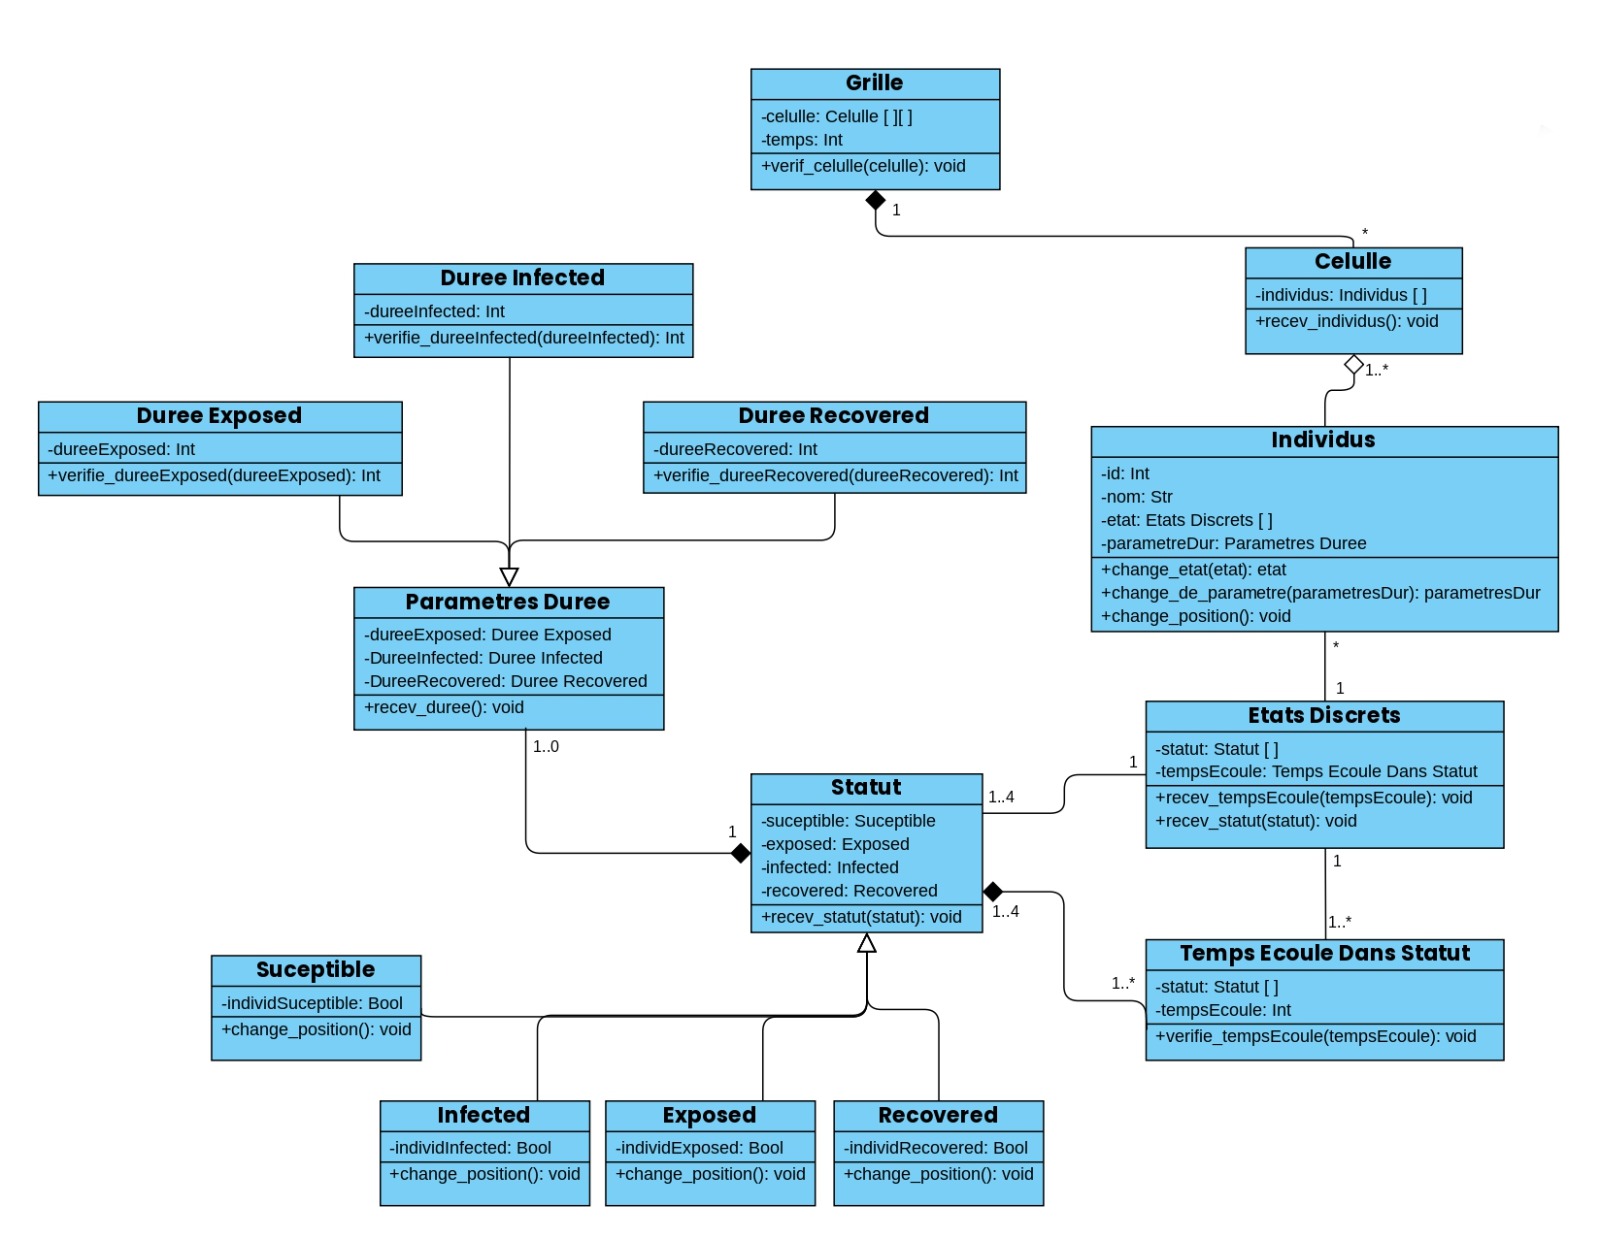 Grille
-celulle: Celulle [ ][ ]
-temps: Int
+verif_celulle(celulle): void
1
*
Celulle
-individus: Individus [ ]
+recev_individus(): void
1..*
Duree Infected
-dureeInfected: Int
+verifie_dureeInfected(dureeInfected): Int
Duree Exposed
-dureeExposed: Int
+verifie_dureeExposed(dureeExposed): Int
Duree Recovered
-dureeRecovered: Int
+verifie_dureeRecovered(dureeRecovered): Int
Individus
-id: Int
-nom: Str
-etat: Etats Discrets [ ]
-parametreDur: Parametres Duree
+change_etat(etat): etat
+change_de_parametre(parametresDur): parametresDur
+change_position(): void
*
1
Parametres Duree
-dureeExposed: Duree Exposed
-DureeInfected: Duree Infected
-DureeRecovered: Duree Recovered
+recev_duree(): void
1..0
1
Etats Discrets
-statut: Statut [ ]
-tempsEcoule: Temps Ecoule Dans Statut
+recev_tempsEcoule(tempsEcoule): void
+recev_statut(statut): void
1
1..4
Statut
-suceptible: Suceptible
-exposed: Exposed
-infected: Infected
-recovered: Recovered
+recev_statut(statut): void
1
1..*
1..4
1..*
Temps Ecoule Dans Statut
-statut: Statut [ ]
-tempsEcoule: Int
+verifie_tempsEcoule(tempsEcoule): void
Suceptible
-individSuceptible: Bool
+change_position(): void
Infected
-individInfected: Bool
+change_position(): void
Exposed
-individExposed: Bool
+change_position(): void
Recovered
-individRecovered: Bool
+change_position(): void